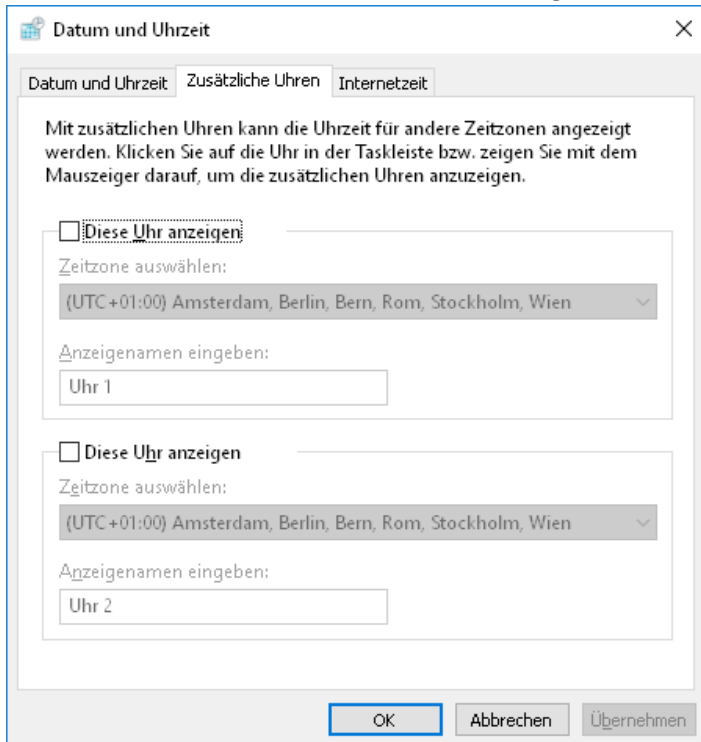 Datum und Uhrzeit
Datum und Uhrzeit Zusätzliche Uhren Internetzeit
Mit zusätzlichen Uhren kann die Uhrzeit für andere Zeitzonen angezeigt
werden. Klicken Sie auf die Uhr in der Taskleiste bzw. zeigen Sie mit dem
Mauszeiger darauf, um die zusätzlichen Uhren anzuzeigen.
Diese Uhr anzeigen
Zeitzone auswählen:
(UTC+01:00) Amsterdam, Berlin, Bern, Rom, Stockholm, Wien
Anzeigenamen eingeben:
Uhr 1
Diese Uhr anzeigen
Zeitzone auswählen:
(UTC+01:00) Amsterdam, Berlin, Bern, Rom, Stockholm, Wien
Anzeigenamen eingeben:
Uhr 2
OK Abbrechen Übernehmen